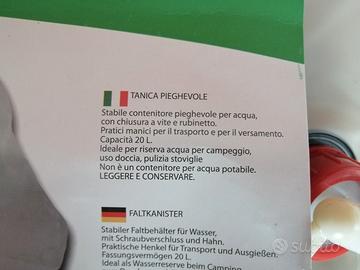 TANICA PIEGHEVOLE
Stabile contenitore pieghevole per acqua,
con chiusura a vite e rubinetto.
Pratici manici per il trasporto e per il versamento.
Capacità 20 L.
Ideale per riserva acqua per campeggio,
uso doccia, pulizia stoviglie
Non è un contenitore per acqua potabile.
LEGGERE E CONSERVARE.
FALTKANISTER
Stabiler Faltbehälter für Wasser,
mit Schraubverschluss und Hahn.
Praktische Henkel für Transport und Ausgießen.
Fassungsvermögen 20 L.
Ideal als Wasserreserve beim Camping
subito